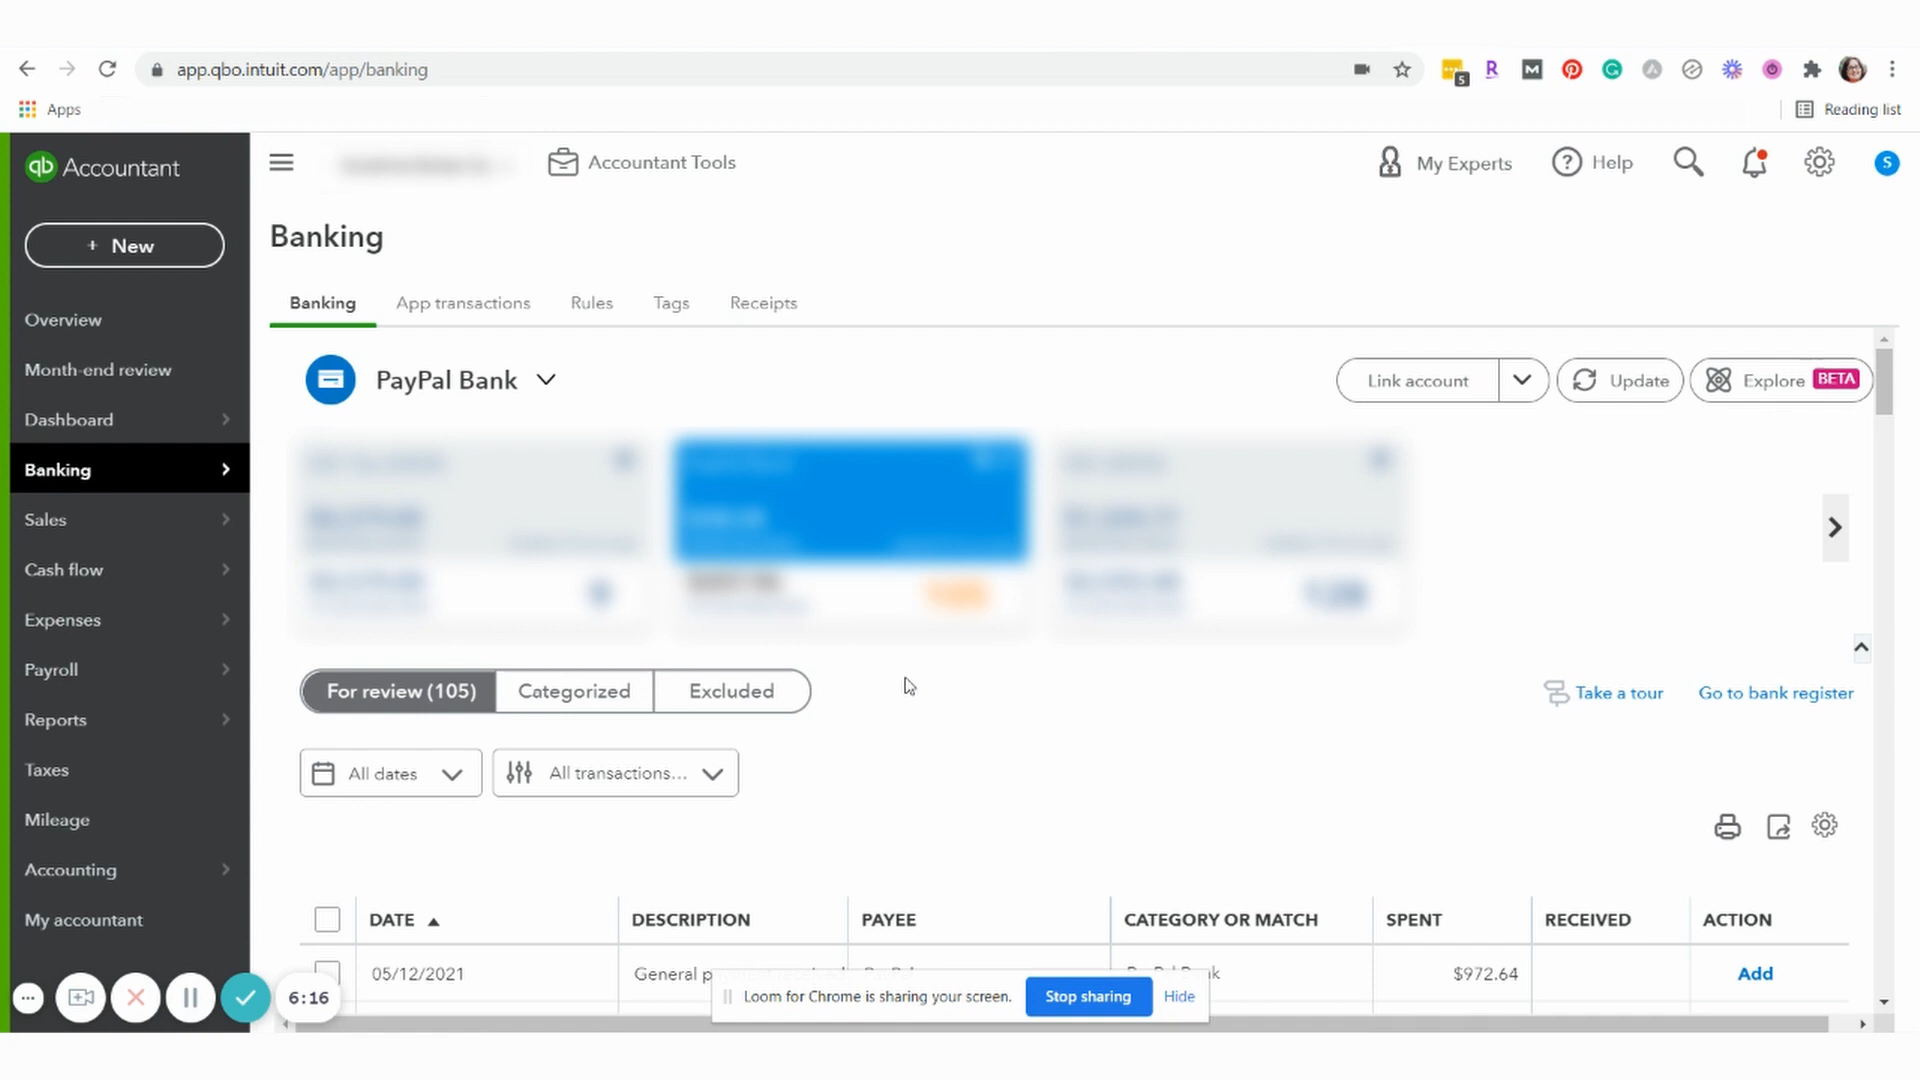 app.qbo.intuit.com/app/banking
5
R
M
Apps
Reading list
qb Accountant
Accountant Tools
My Experts
Help
S
+ New
Banking
Banking
App transactions
Rules
Tags
Receipts
Overview
Month-end review
Dashboard
Banking
Sales
Cash flow
Expenses
Payroll
Reports
Taxes
Mileage
Accounting
My accountant
PayPal Bank
Link account
Update
Explore BETA
For review (105)
Categorized
Excluded
Take a tour
Go to bank register
All dates
All transactions...
DATE
DESCRIPTION
PAYEE
CATEGORY OR MATCH
SPENT
RECEIVED
ACTION
05/12/2021
General
$972.64
Add
6:16
Loom for Chrome is sharing your screen.
Stop sharing
Hide